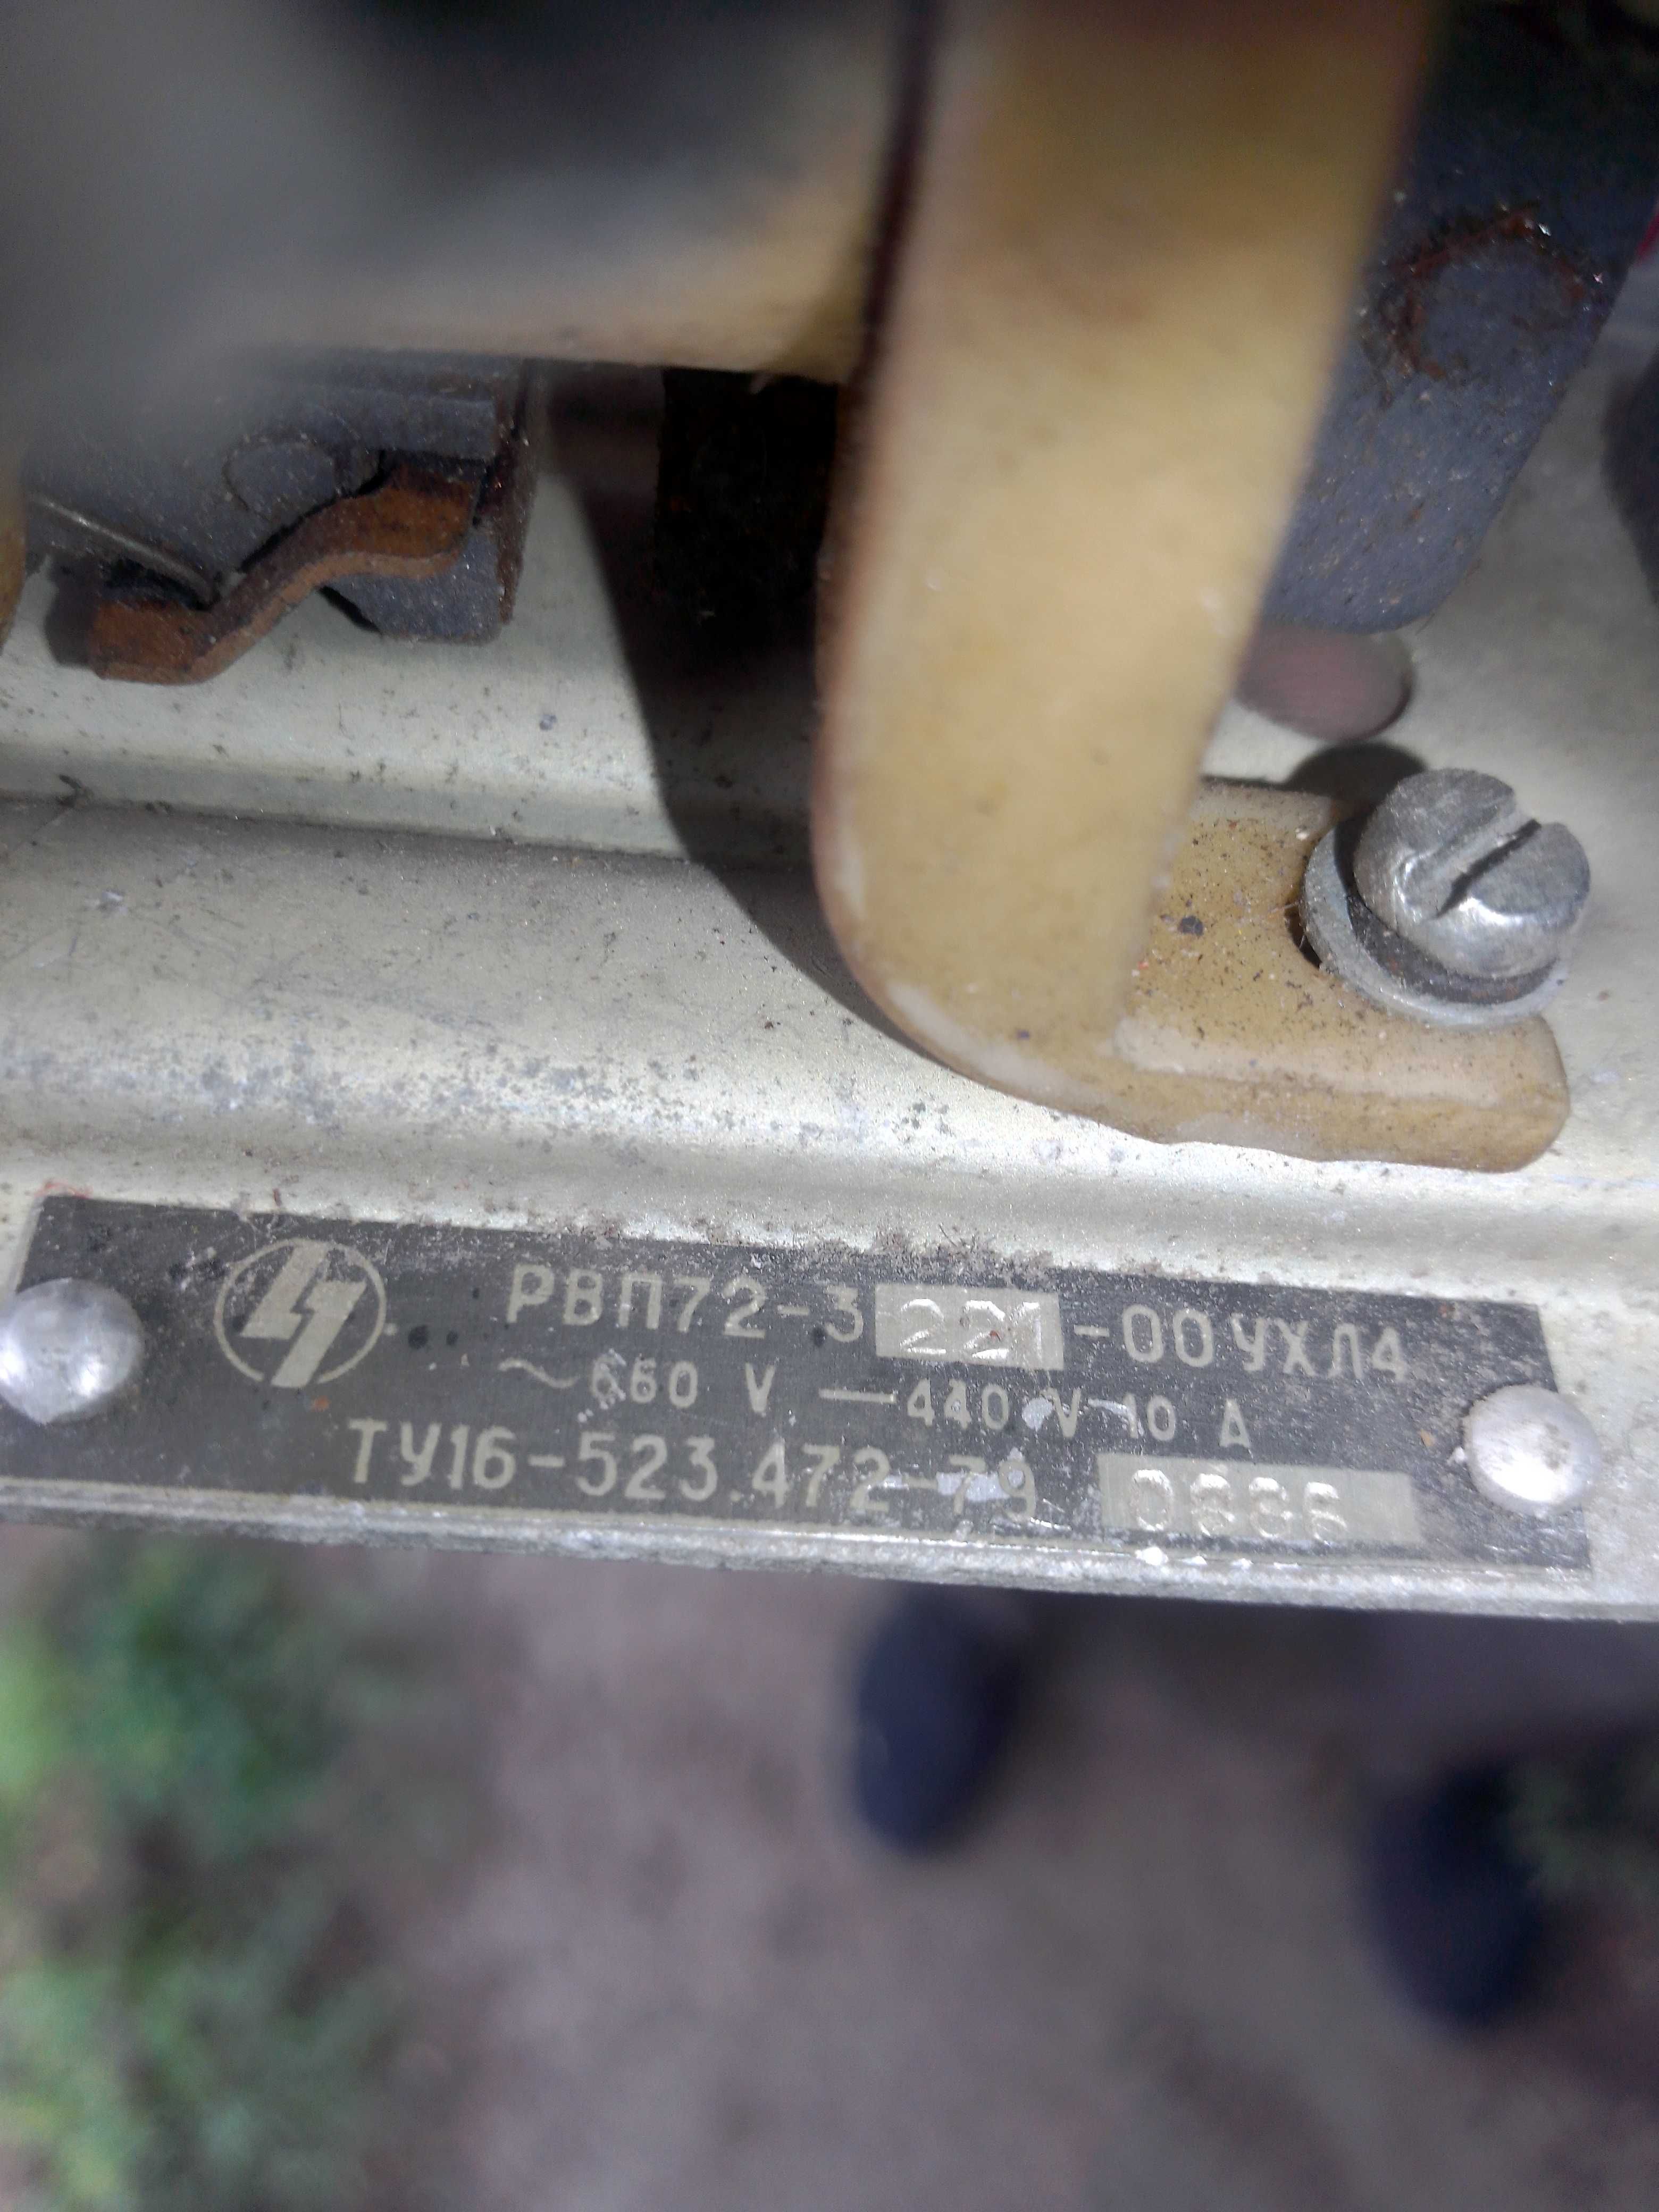 РВП72-3221-00УХЛ4
~660 V —440 V 10 А
ТУ16-523.472-79 0886